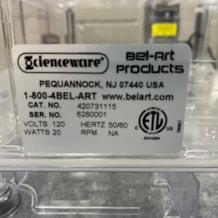 Scienceware® Bel-Art
Products
PEQUANNOCK, NJ 07440 USA
1-800-4BEL-ART www.belart.com
CAT. NO. 420731115
SER. NO. 6280001
VOLTS 120 HERTZ 50/60
WATTS 20 RPM NA
ETL